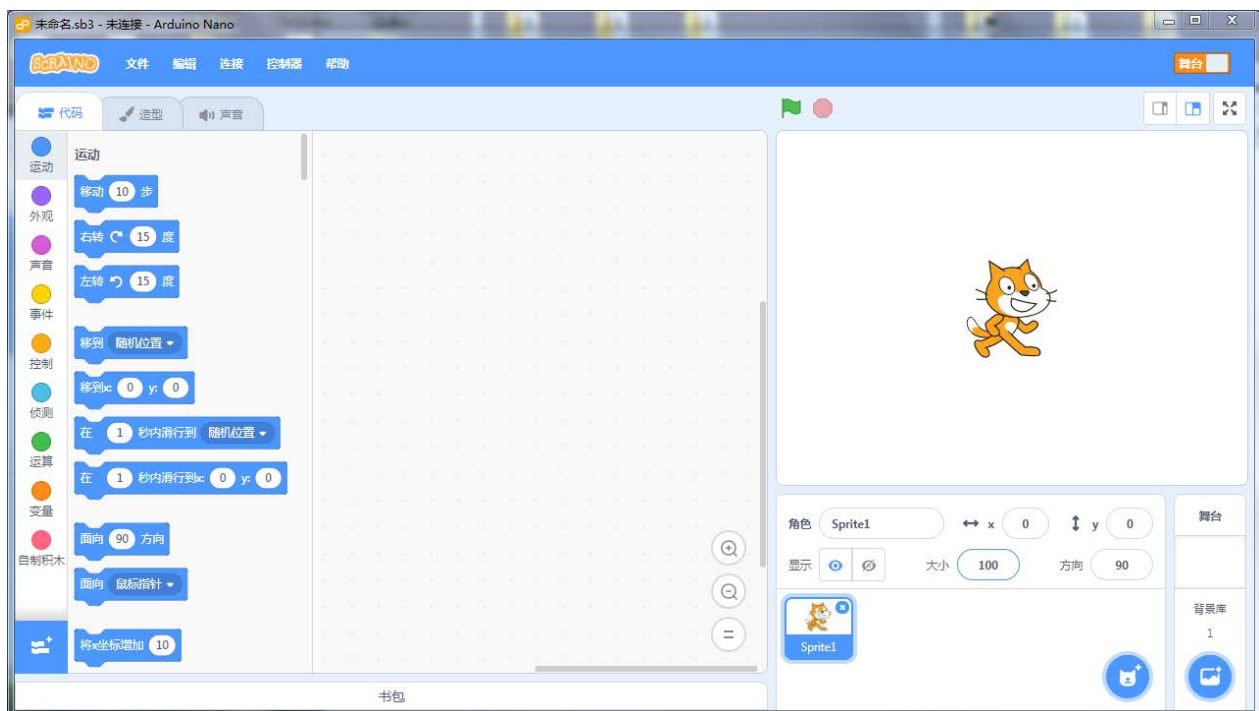 未命名.sb3 - 未连接 - Arduino Nano
SCRAINO 文件 编辑 连接 控制器 帮助 舞台
代码 造型 声音
运动
外观
声音
事件
控制
侦测
运算
变量
自制积木
运动
移动 10 步
右转 15 度
左转 15 度
移到 随机位置
移到x: 0 y: 0
在 1 秒内滑行到 随机位置
在 1 秒内滑行到x: 0 y: 0
面向 90 方向
面向 鼠标指针
将x坐标增加 10
书包
角色 Sprite1 x 0 y 0
显示 大小 100 方向 90
Sprite1
舞台
背景库
1